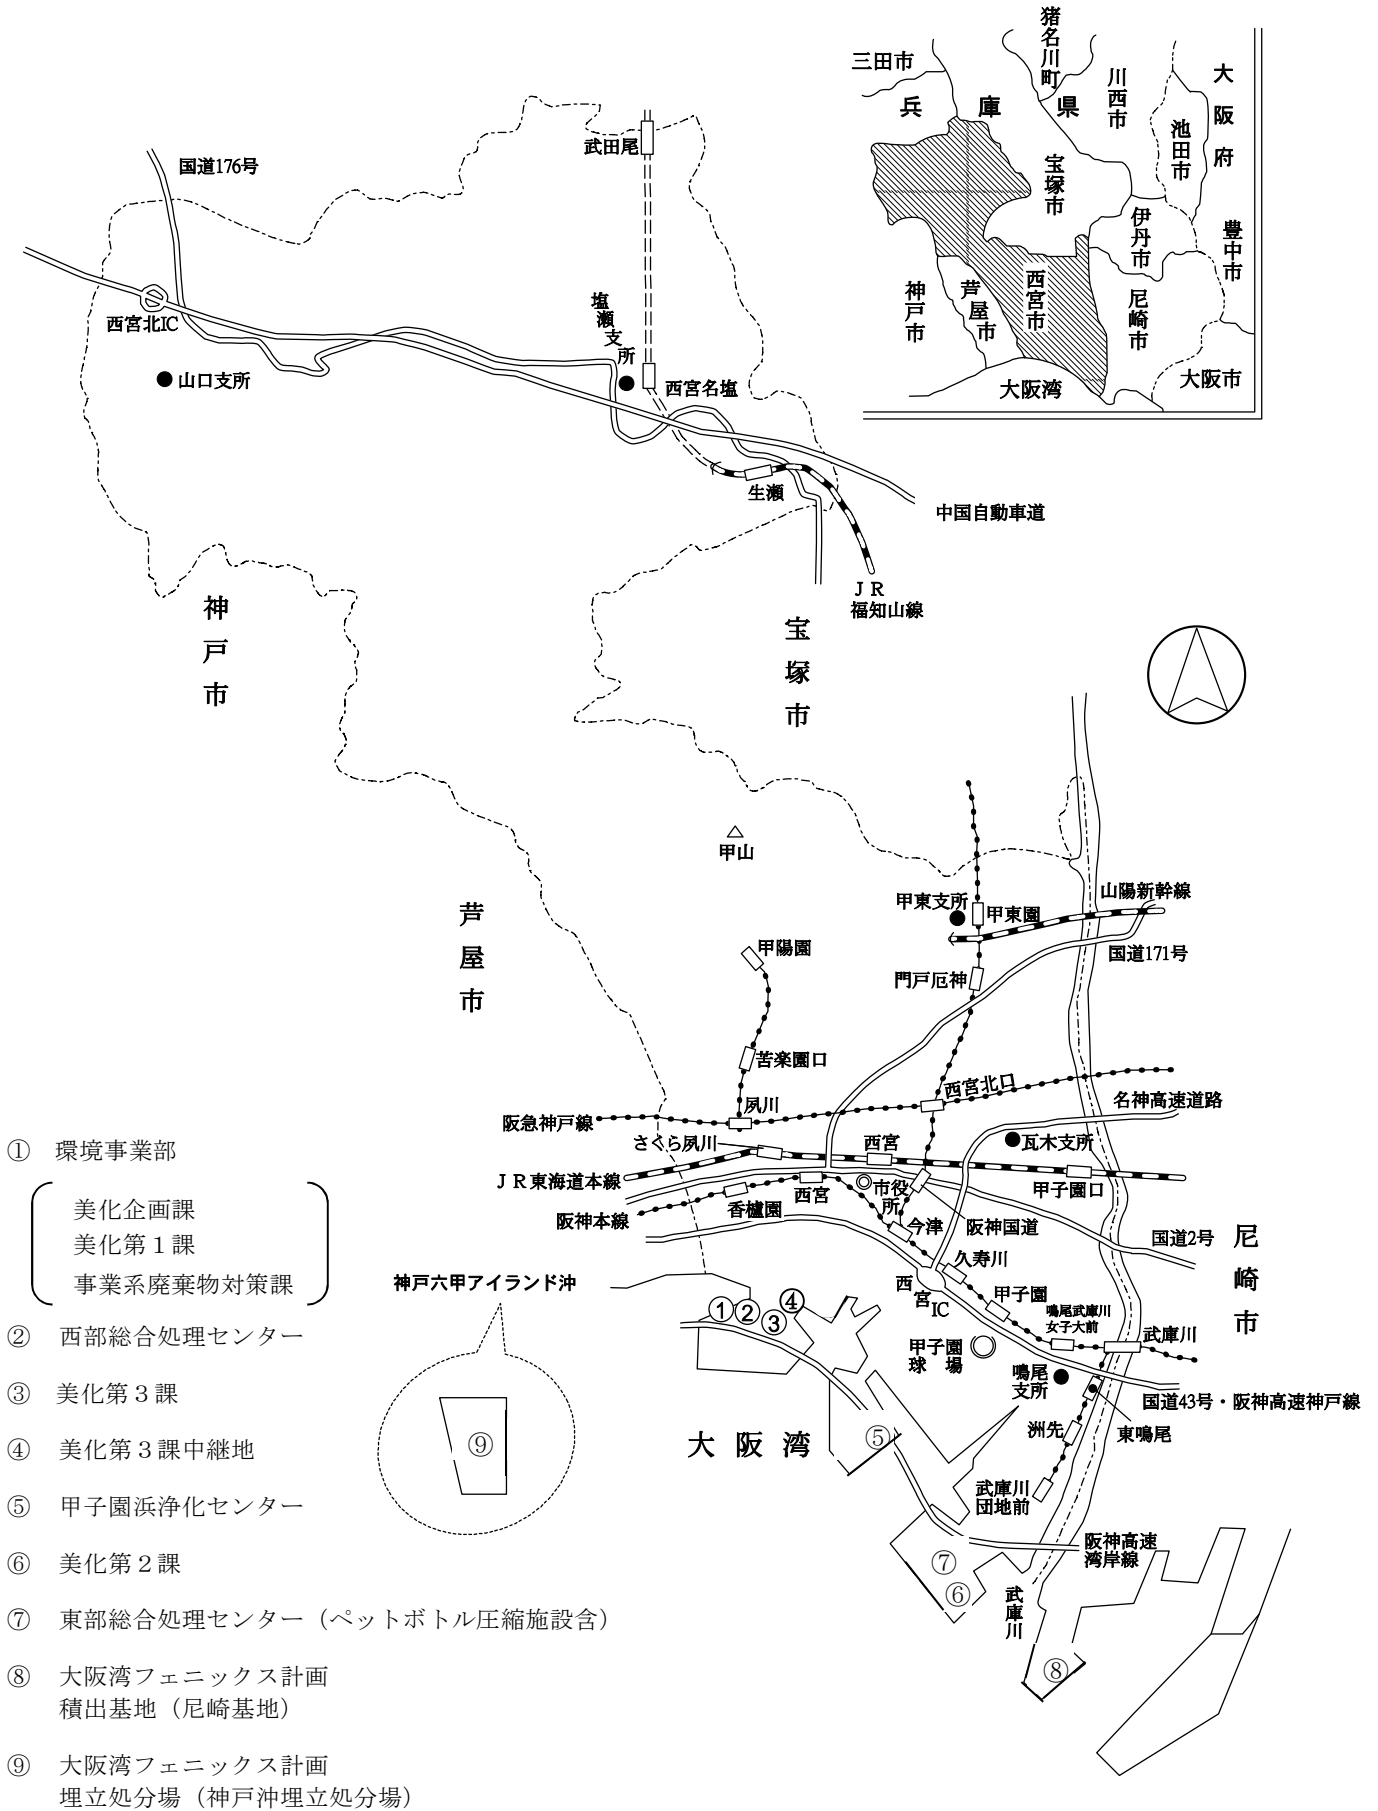 猪名川町
三田市
兵庫県
川西市
大阪府
池田市
宝塚市
伊丹市
豊中市
神戸市
芦屋市
西宮市
尼崎市
大阪湾
大阪市
国道176号
武田尾
西宮北IC
塩瀬支所
山口支所
西宮名塩
生瀬
中国自動車道
ＪＲ
福知山線
神戸市
宝塚市
甲山
芦屋市
甲東支所
甲東園
山陽新幹線
国道171号
甲陽園
門戸厄神
苦楽園口
西宮北口
夙川
阪急神戸線
名神高速道路
さくら夙川
西宮
瓦木支所
ＪＲ東海道本線
甲子園口
西宮
市役所
香櫨園
阪神本線
今津
阪神国道
国道2号
尼崎市
久寿川
西宮IC
甲子園
鳴尾武庫川
女子大前
武庫川
甲子園
球場
鳴尾
支所
国道43号・阪神高速神戸線
洲先
東鳴尾
大阪湾
武庫川
団地前
阪神高速
湾岸線
武庫川
神戸六甲アイランド沖
①
②
③
④
⑤
⑥
⑦
⑧
⑨
① 環境事業部
美化企画課
美化第１課
事業系廃棄物対策課
② 西部総合処理センター
③ 美化第３課
④ 美化第３課中継地
⑤ 甲子園浜浄化センター
⑥ 美化第２課
⑦ 東部総合処理センター（ペットボトル圧縮施設含）
⑧ 大阪湾フェニックス計画
積出基地（尼崎基地）
⑨ 大阪湾フェニックス計画
埋立処分場（神戸沖埋立処分場）